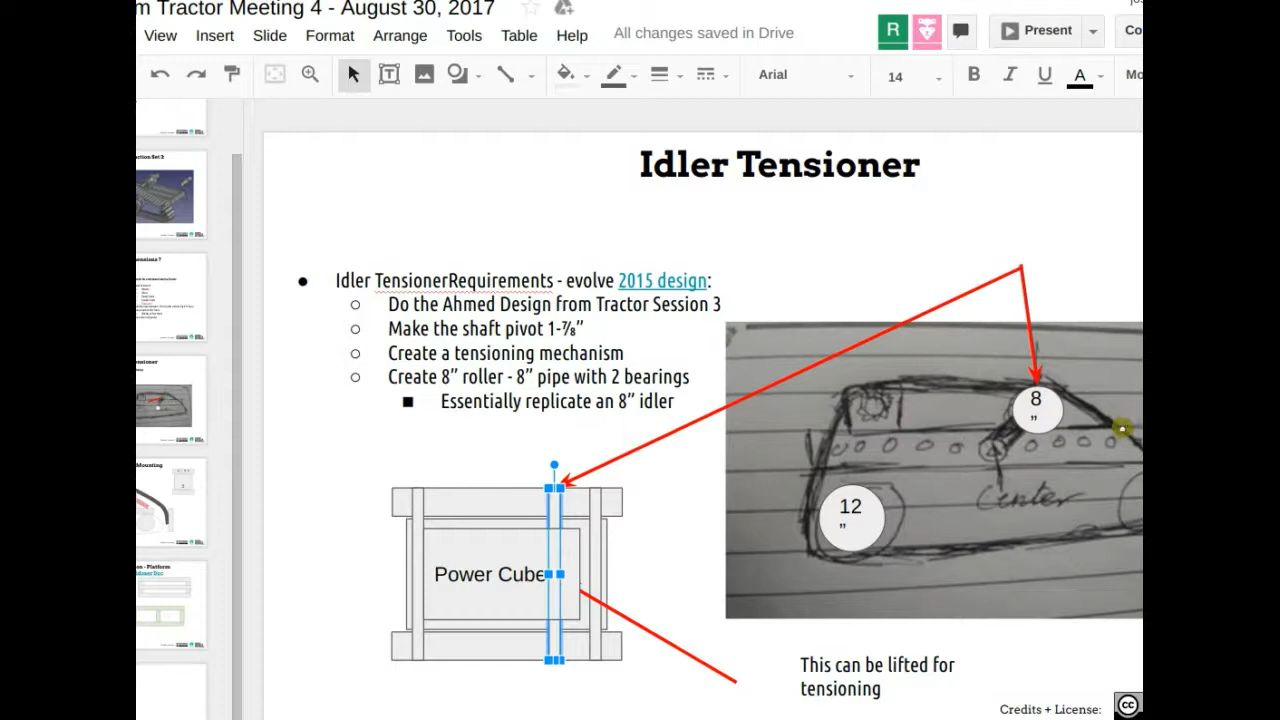 m Tractor Meeting 4 - August 30, 2017
View Insert Slide Format Arrange Tools Table Help All changes saved in Drive
R
Present
Arial 14 B I U A
Idler Tensioner
Idler TensionerRequirements - evolve 2015 design:
Do the Ahmed Design from Tractor Session 3
Make the shaft pivot 1-⅞”
Create a tensioning mechanism
Create 8” roller - 8” pipe with 2 bearings
Essentially replicate an 8” idler
8
”
Center
12
”
Power Cube
This can be lifted for
tensioning
Credits + License:
cc